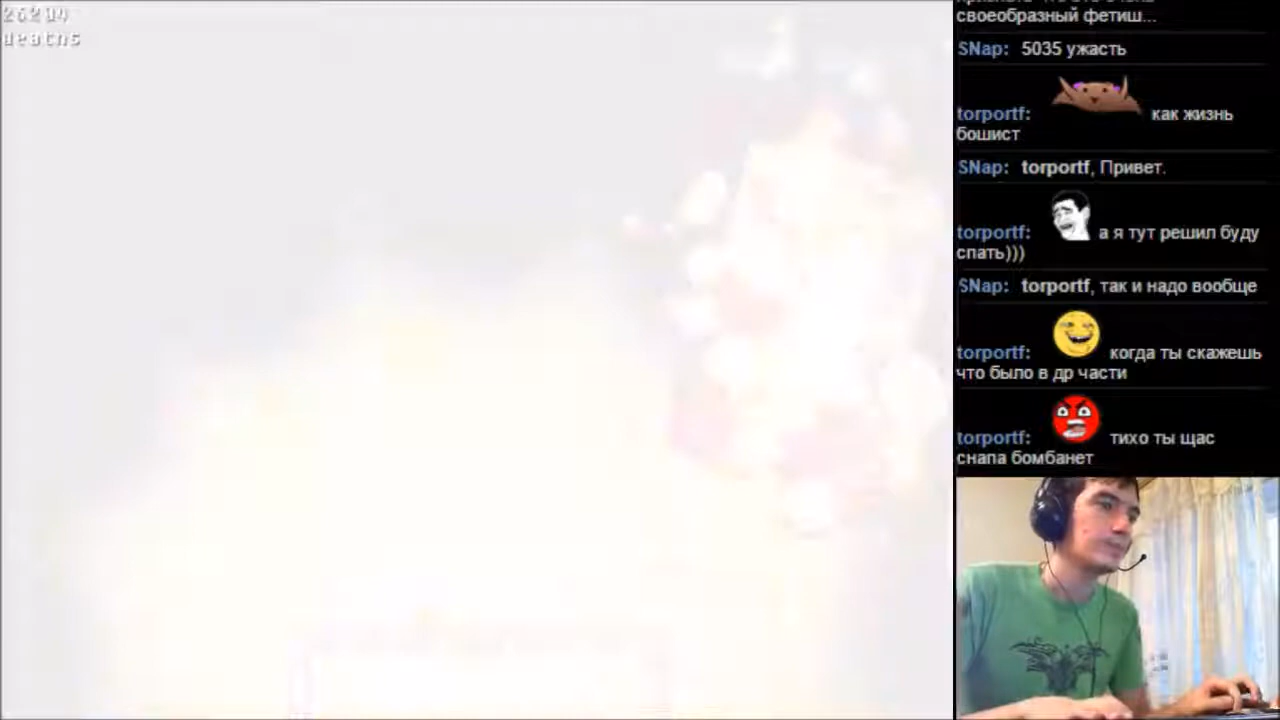 deaths
своеобразный фетиш...
SNap: 5035 ужасть
torportf: как жизнь
бошист
SNap: torportf, Привет.
torportf: а я тут решил буду
спать)))
SNap: torportf, так и надо вообще
torportf: когда ты скажешь
что было в др части
torportf: тихо ты щас
снапа бомбанет